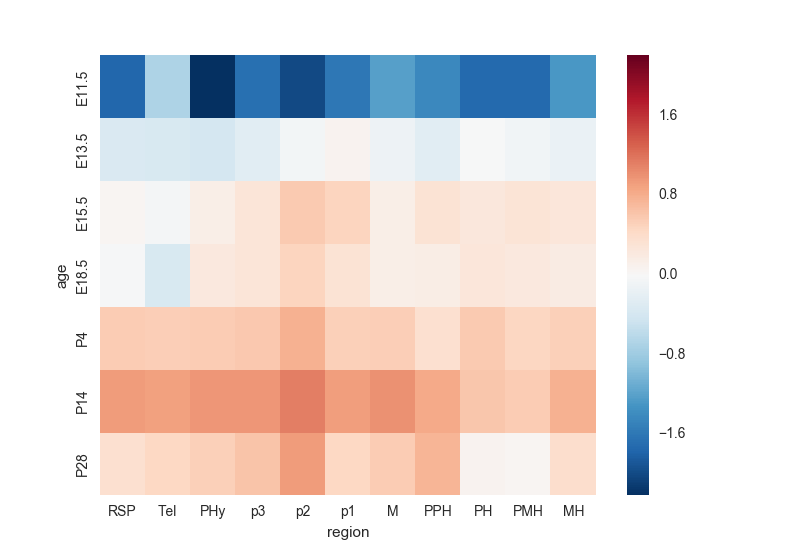 E11.5
E13.5
E15.5
E18.5
P4
P14
P28
age
RSP Tel PHy p3 p2 p1 M PPH PH PMH MH
region
1.6
0.8
0.0
−0.8
−1.6